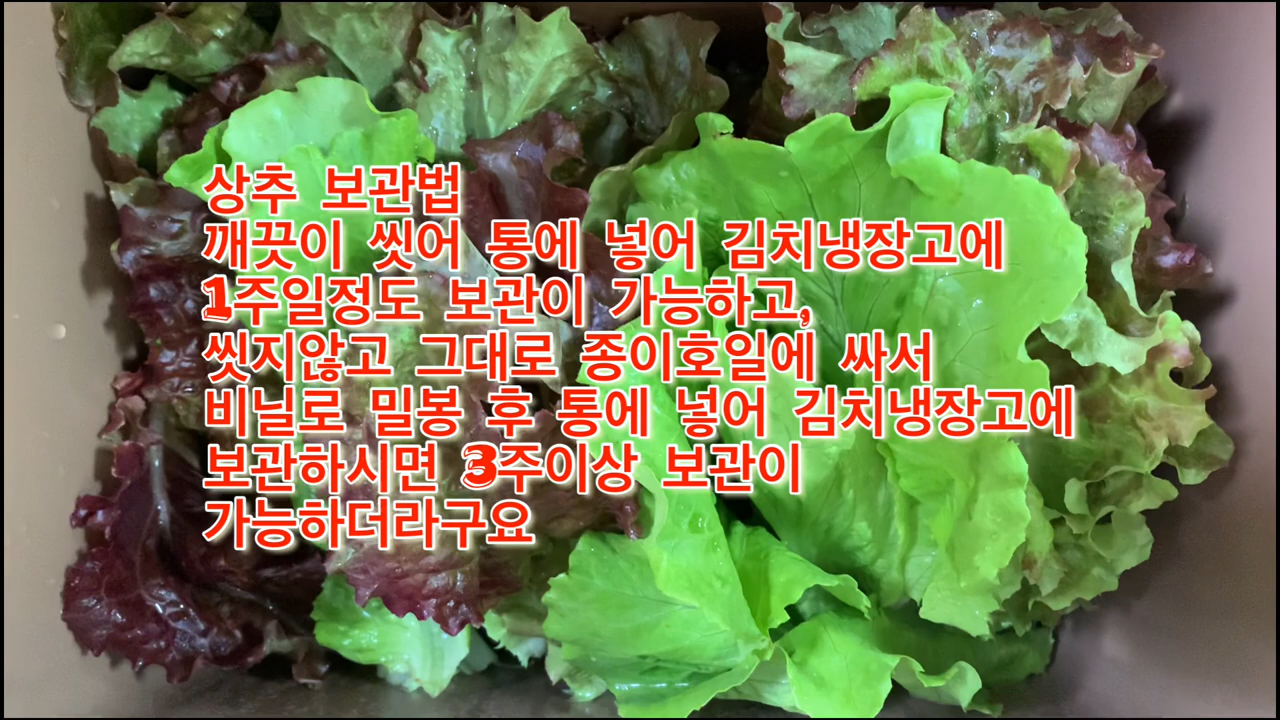 상추 보관법
깨끗이 씻어 통에 넣어 김치냉장고에
1주일정도 보관이 가능하고,
씻지않고 그대로 종이호일에 싸서
비닐로 밀봉 후 통에 넣어 김치냉장고에
보관하시면 3주이상 보관이
가능하더라구요